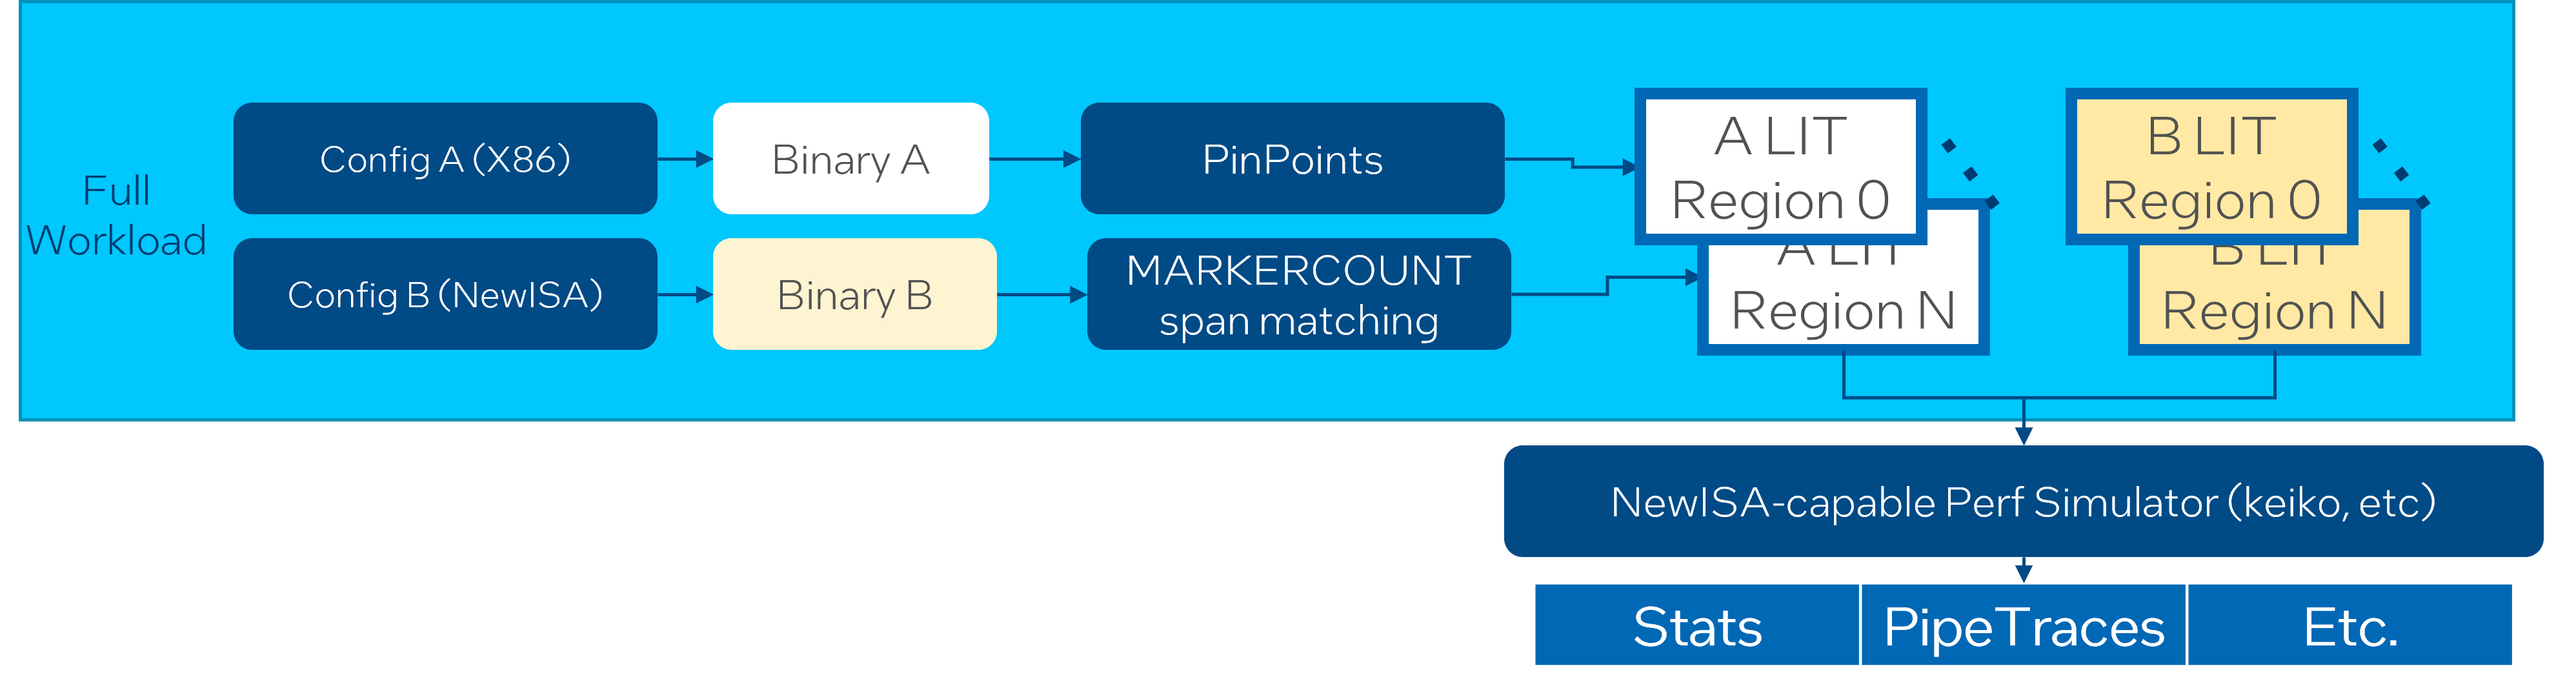 Full
Workload
Config A (X86)
Binary A
PinPoints
A LIT
Region 0
B LIT
Region 0
Config B (NewISA)
Binary B
MARKERCOUNT
span matching
A LIT
Region N
B LIT
Region N
NewISA-capable Perf Simulator (keiko, etc)
Stats
PipeTraces
Etc.